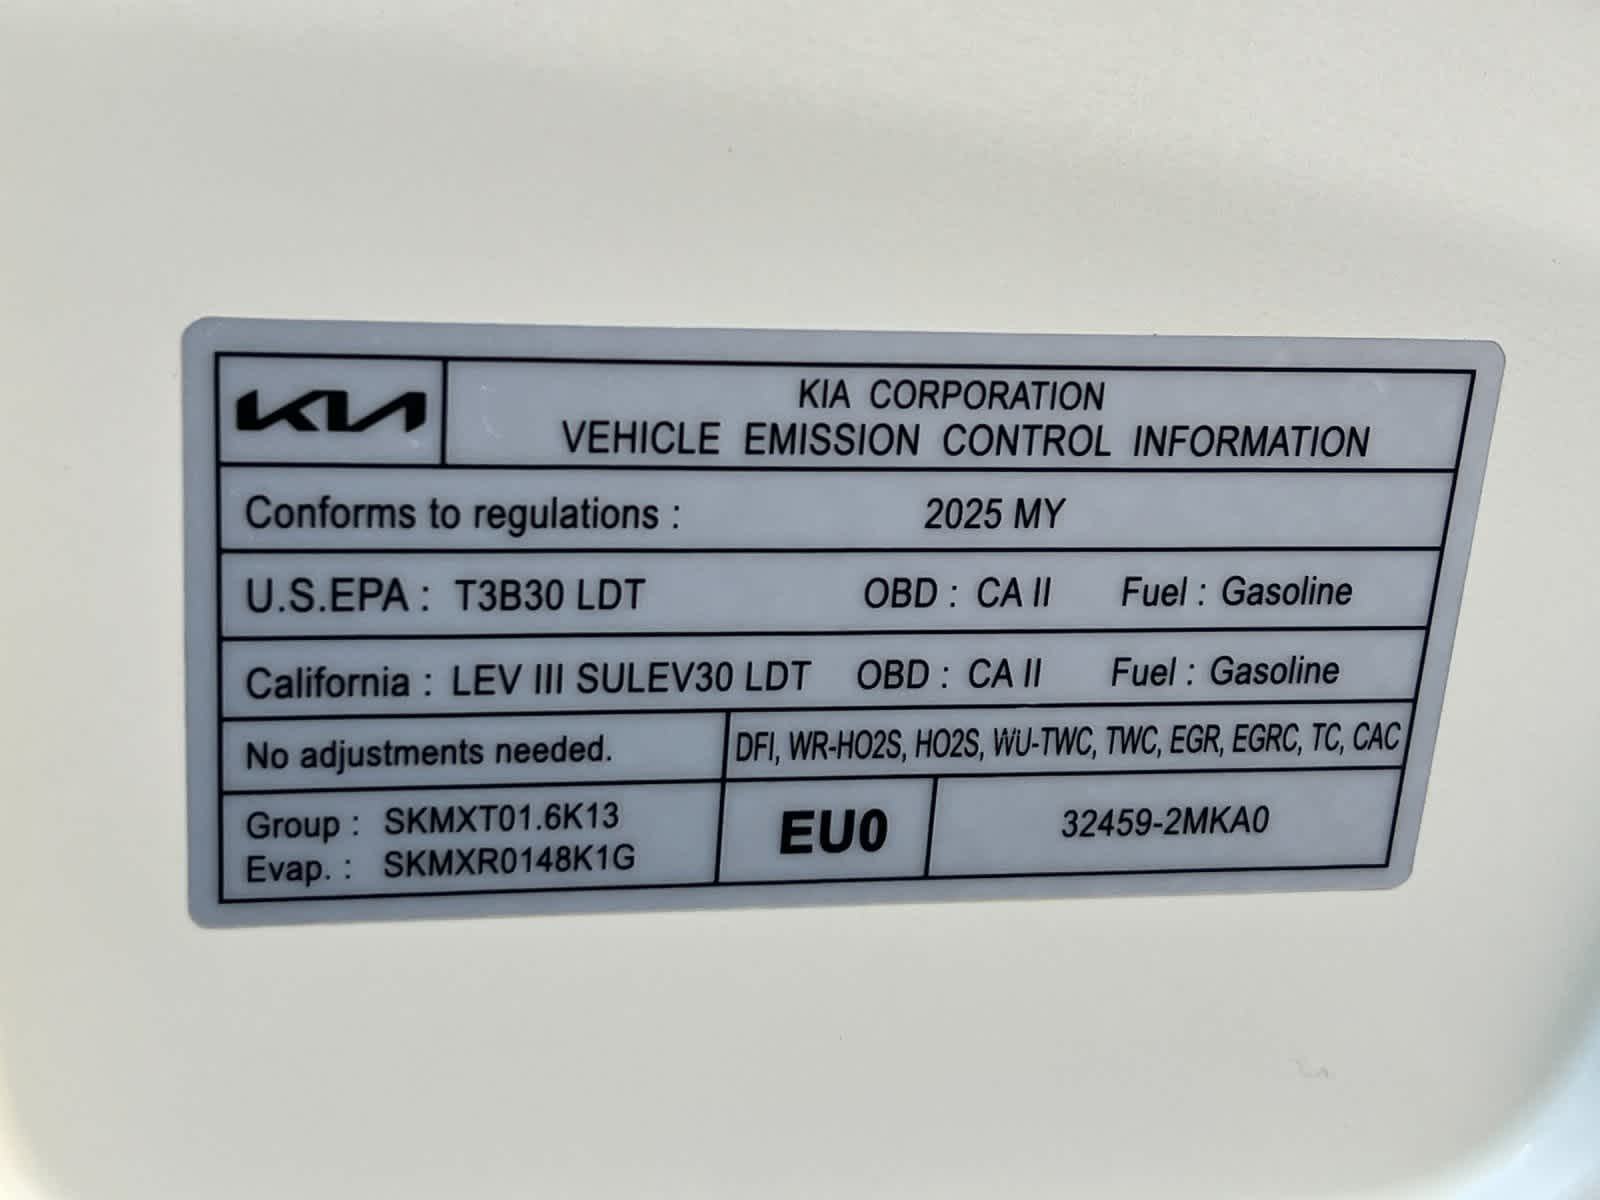 KIA
KIA CORPORATION
VEHICLE EMISSION CONTROL INFORMATION
Conforms to regulations : 2025 MY
U.S.EPA : T3B30 LDT OBD : CA II Fuel : Gasoline
California : LEV III SULEV30 LDT OBD : CA II Fuel : Gasoline
No adjustments needed. DFI, WR-HO2S, HO2S, WU-TWC, TWC, EGR, EGRC, TC, CAC
Group : SKMXT01.6K13
Evap. : SKMXR0148K1G
EU0
32459-2MKA0